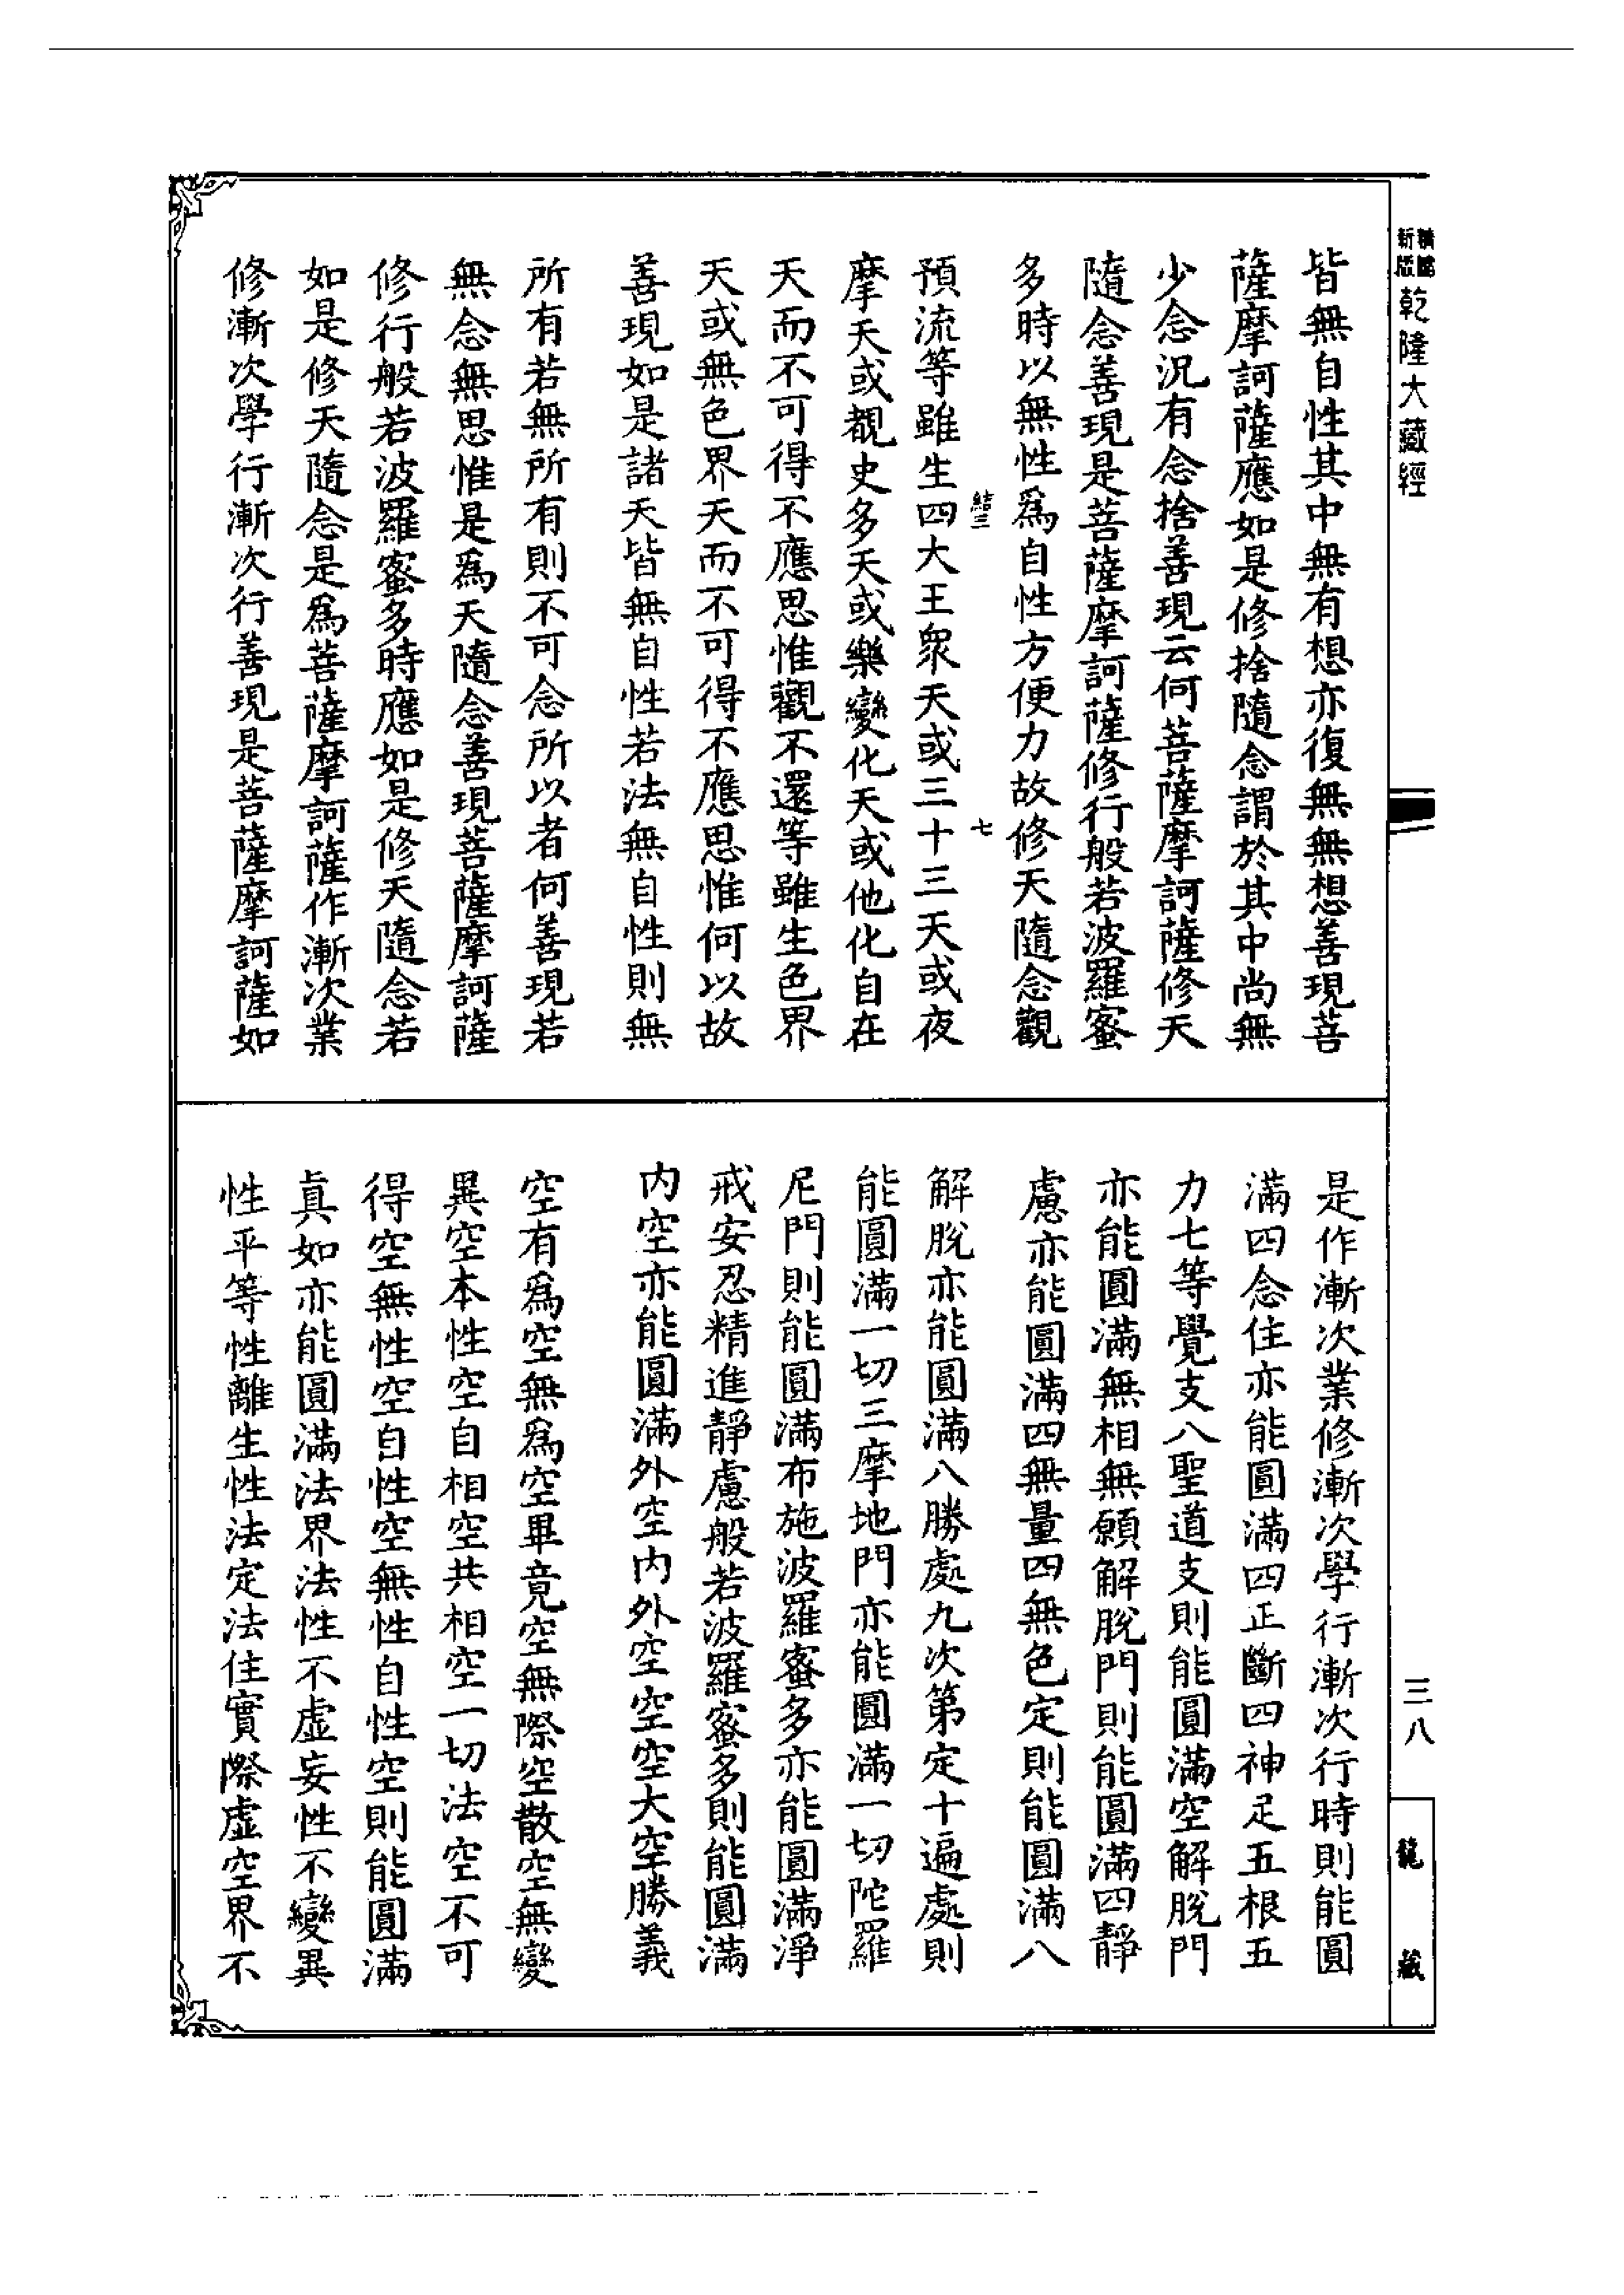 新精
版縮
乾隆大藏經
皆無自性其中無有想亦復無無想善現菩
薩摩訶薩應如是修捨隨念謂於其中尚無
少念況有念捨善現云何菩薩摩訶薩修天
隨念善現是菩薩摩訶薩修行般若波羅蜜
多時以無性爲自性方便力故修天隨念觀
結三
七
預流等雖生四大王衆天或三十三天或夜
摩天或覩史多天或樂變化天或他化自在
天而不可得不應思惟觀不還等雖生色界
天或無色界天而不可得不應思惟何以故
善現如是諸天皆無自性若法無自性則無
所有若無所有則不可念所以者何善現若
無念無思惟是爲天隨念善現菩薩摩訶薩
修行般若波羅蜜多時應如是修天隨念若
如是修天隨念是爲菩薩摩訶薩作漸次業
修漸次學行漸次行善現是菩薩摩訶薩如
是作漸次業修漸次學行漸次行時則能圓
滿四念住亦能圓滿四正斷四神足五根五
力七等覺支八聖道支則能圓滿空解脫門
亦能圓滿無相無願解脫門則能圓滿四靜
慮亦能圓滿四無量四無色定則能圓滿八
解脫亦能圓滿八勝處九次第定十遍處則
能圓滿一切三摩地門亦能圓滿一切陀羅
尼門則能圓滿布施波羅蜜多亦能圓滿淨
戒安忍精進靜慮般若波羅蜜多則能圓滿
内空亦能圓滿外空内外空空空大空勝義
空有爲空無爲空畢竟空無際空散空無變
異空本性空自相空共相空一切法空不可
得空無性空自性空無性自性空則能圓滿
真如亦能圓滿法界法性不虛妄性不變異
性平等性離生性法定法住實際虛空界不
三八
龍藏